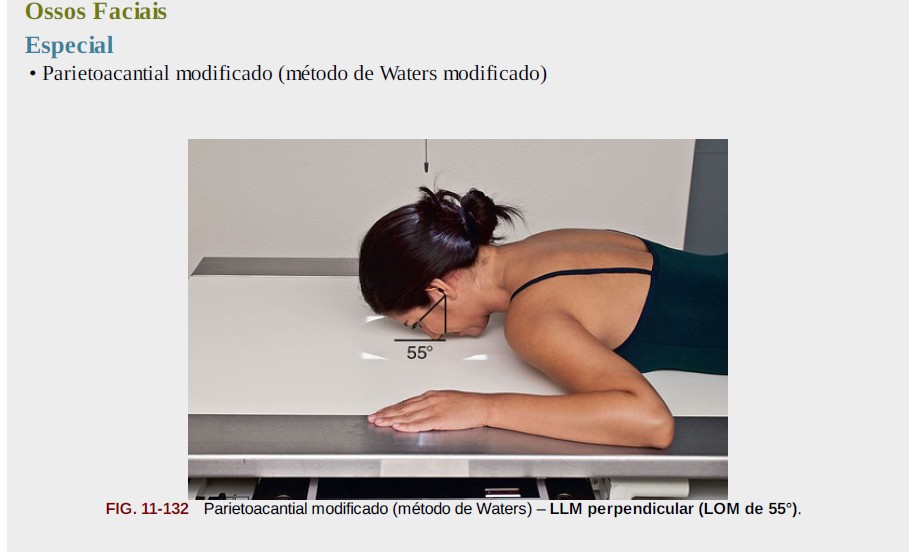 Ossos Faciais
Especial
• Parietoacantial modificado (método de Waters modificado)
55°
FIG. 11-132 Parietoacantial modificado (método de Waters) – LLM perpendicular (LOM de 55°).